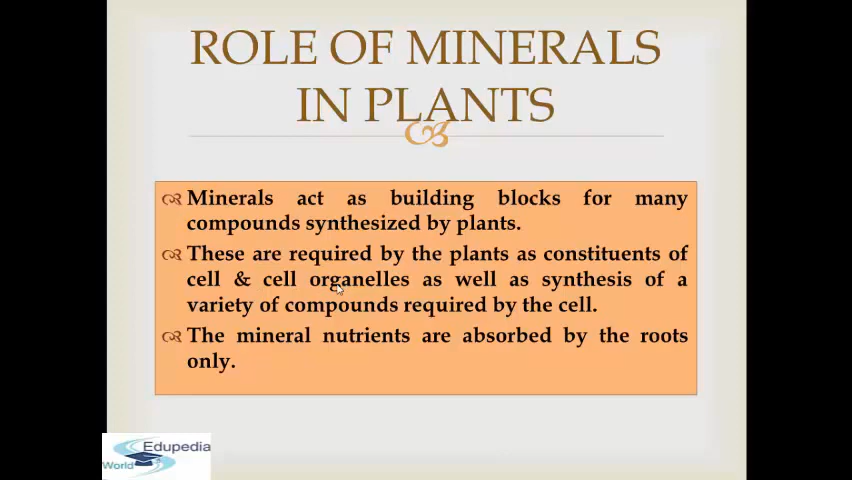 ROLE OF MINERALS
IN PLANTS
Minerals act as building blocks for many
compounds synthesized by plants.
These are required by the plants as constituents of
cell & cell organelles as well as synthesis of a
variety of compounds required by the cell.
The mineral nutrients are absorbed by the roots
only.
Edupedia
World